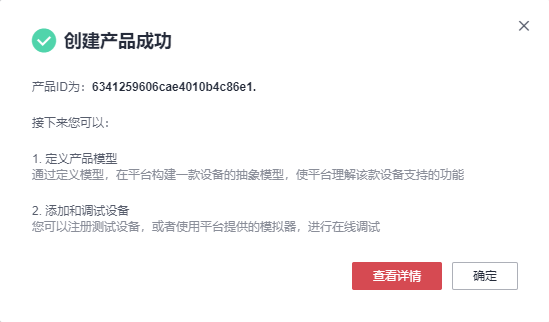 创建产品成功
产品ID为：6341259606cae4010b4c86e1.
接下来您可以：
1. 定义产品模型
通过定义模型，在平台构建一款设备的抽象模型，使平台理解该款设备支持的功能
2. 添加和调试设备
您可以注册测试设备，或者使用平台提供的模拟器，进行在线调试
查看详情
确定